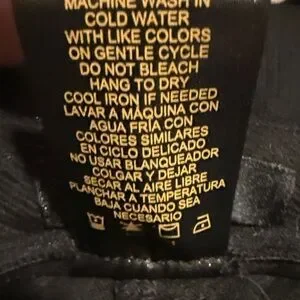 MACHINE WASH IN
COLD WATER
WITH LIKE COLORS
ON GENTLE CYCLE
DO NOT BLEACH
HANG TO DRY
COOL IRON IF NEEDED
LAVAR A MAQUINA CON
AGUA FRIA CON
COLORES SIMILARES
EN CICLO DELICADO
NO USAR BLANQUEADOR
COLGAR Y DEJAR
SECAR AL AIRE LIBRE
PLANCHAR A TEMPERATURA
BAJA CUANDO SEA
NECESARIO